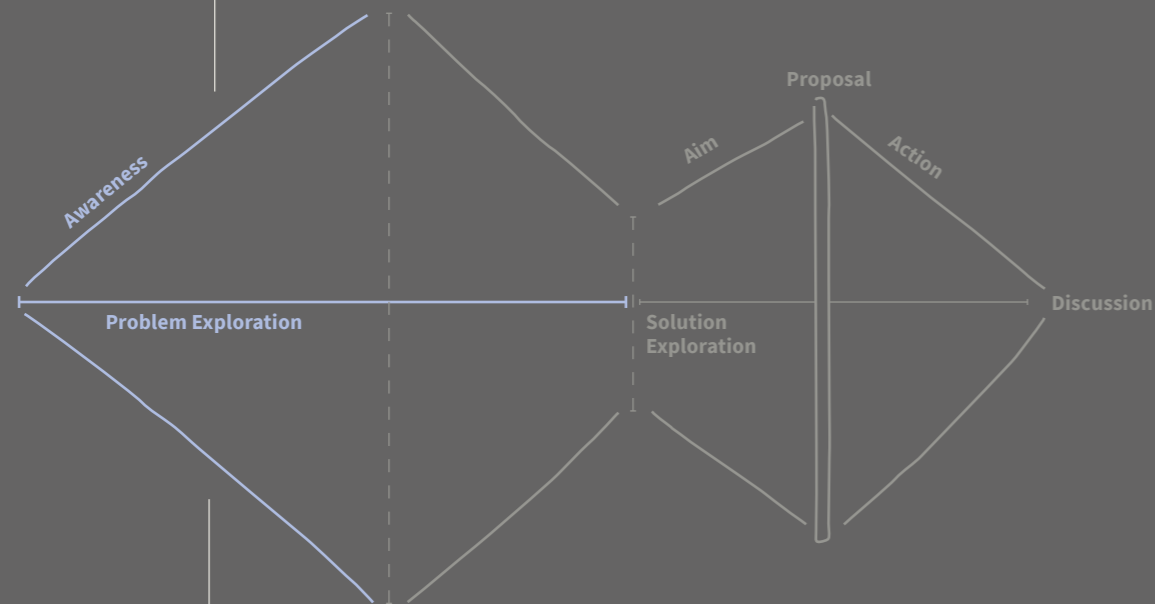 Proposal
Aim
Action
Awareness
Problem Exploration
Solution
Exploration
Discussion